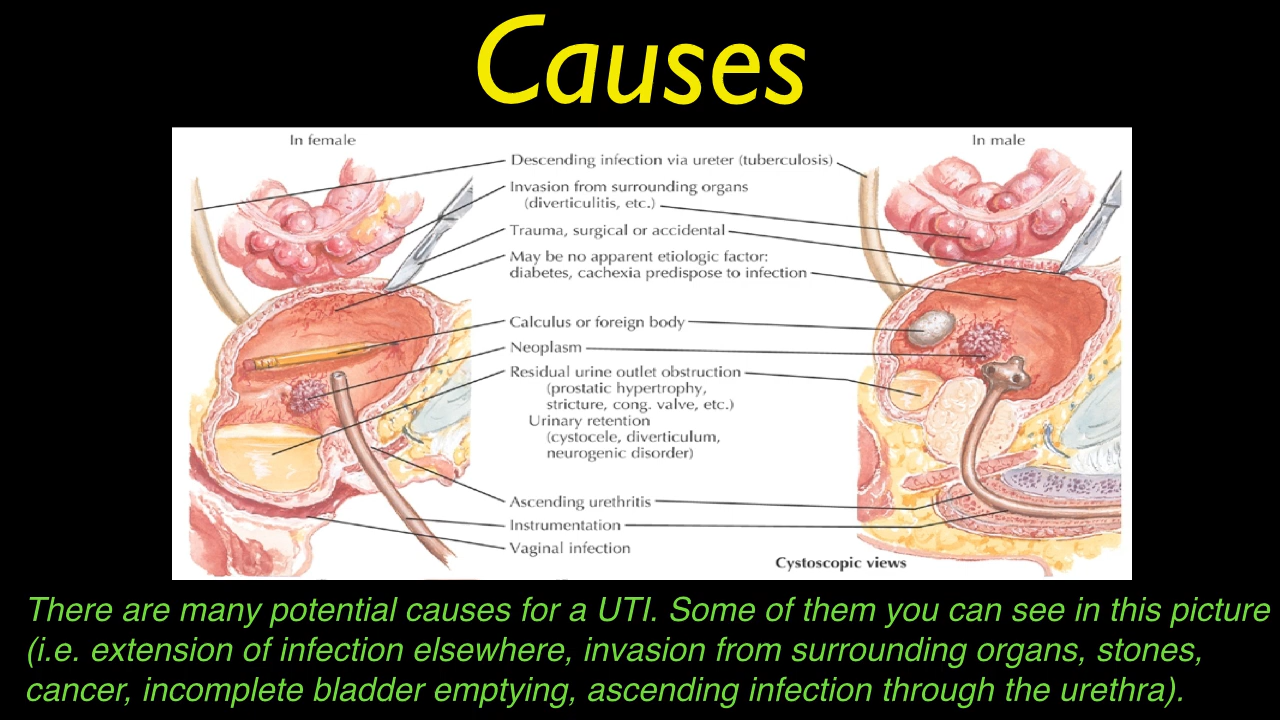 Causes
In female
In male
Descending infection via ureter (tuberculosis)
Invasion from surrounding organs
(diverticulitis, etc.)
Trauma, surgical or accidental
May be no apparent etiologic factor:
diabetes, cachexia predispose to infection
Calculus or foreign body
Neoplasm
Residual urine outlet obstruction
(prostatic hypertrophy,
stricture, cong. valve, etc.)
Urinary retention
(cystocele, diverticulum,
neurogenic disorder)
Ascending urethritis
Instrumentation
Vaginal infection
Cystoscopic views
There are many potential causes for a UTI. Some of them you can see in this picture
(i.e. extension of infection elsewhere, invasion from surrounding organs, stones,
cancer, incomplete bladder emptying, ascending infection through the urethra).